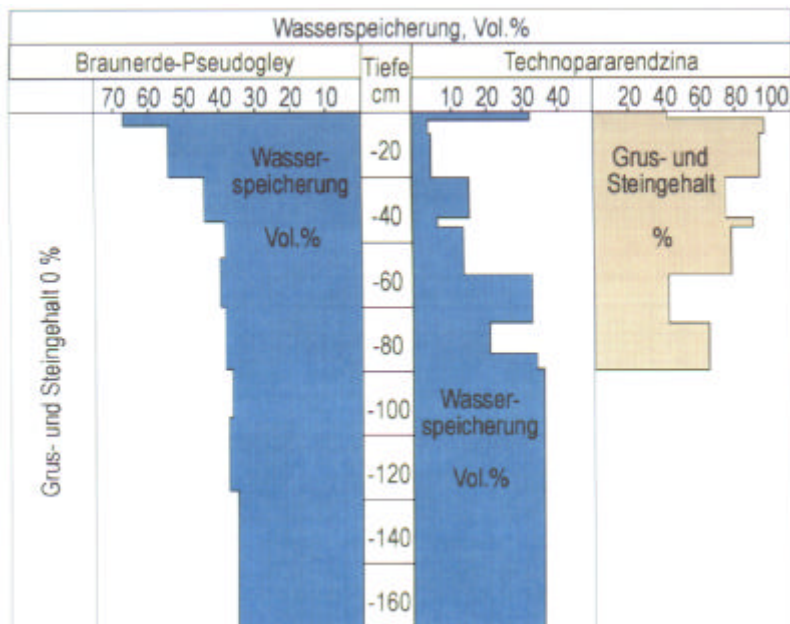 Wasserspeicherung, Vol.%
Braunerde-Pseudogley
Tiefe
cm
Technopararendzina
70 60 50 40 30 20 10
10 20 30 40
20 40 60 80 100
Grus- und Steingehalt 0 %
Wasser-
speicherung
Vol.%
-20
-40
-60
-80
-100
-120
-140
-160
Wasser-
speicherung
Vol.%
Grus- und
Steingehalt
%